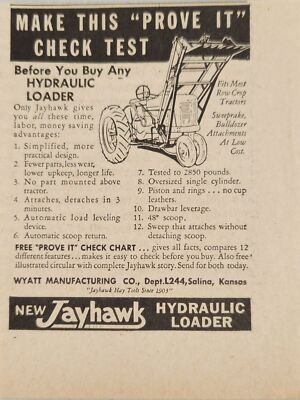 MAKE THIS "PROVE IT"
CHECK TEST
Before You Buy Any
HYDRAULIC
LOADER
Only Jayhawk gives
you all these time,
labor, money saving
advantages:
Fits Most
Row Crop
Tractors
Sweeprake,
Bulldozer
Attachments
At Low
Cost.
1. Simplified, more
practical design.
2. Fewer parts, less wear,
lower upkeep, longer life.
3. No part mounted above
tractor.
4. Attaches, detaches in 3
minutes.
5. Automatic load leveling
device.
6. Automatic scoop return.
7. Tested to 2850 pounds.
8. Oversized single cylinder.
9. Piston and rings . . . no cup
leathers.
10. Drawbar leverage.
11. 48" scoop.
12. Sweep that attaches without
detaching scoop.
FREE "PROVE IT" CHECK CHART . . . gives all facts, compares 12
different features . . . makes it easy to check before you buy. Also free
illustrated circular with complete Jayhawk story. Send for both today.
WYATT MANUFACTURING CO., Dept.L244, Salina, Kansas
"Jayhawk Hay Tools Since 1903"
NEW Jayhawk HYDRAULIC
LOADER